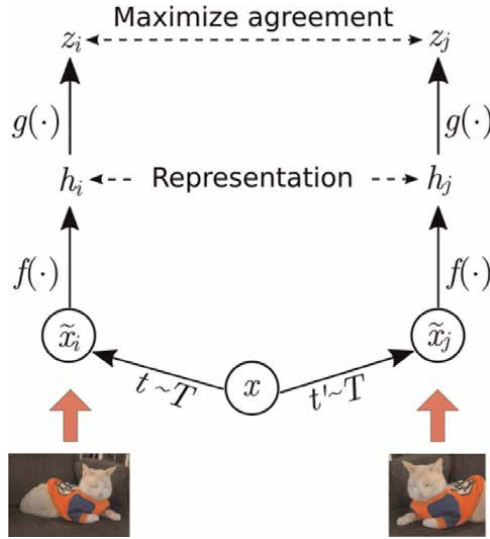 Maximize agreement
z_i z_j
g(·) g(·)
h_i Representation h_j
f(·) f(·)
x̃_i x̃_j
t~T x t'~T